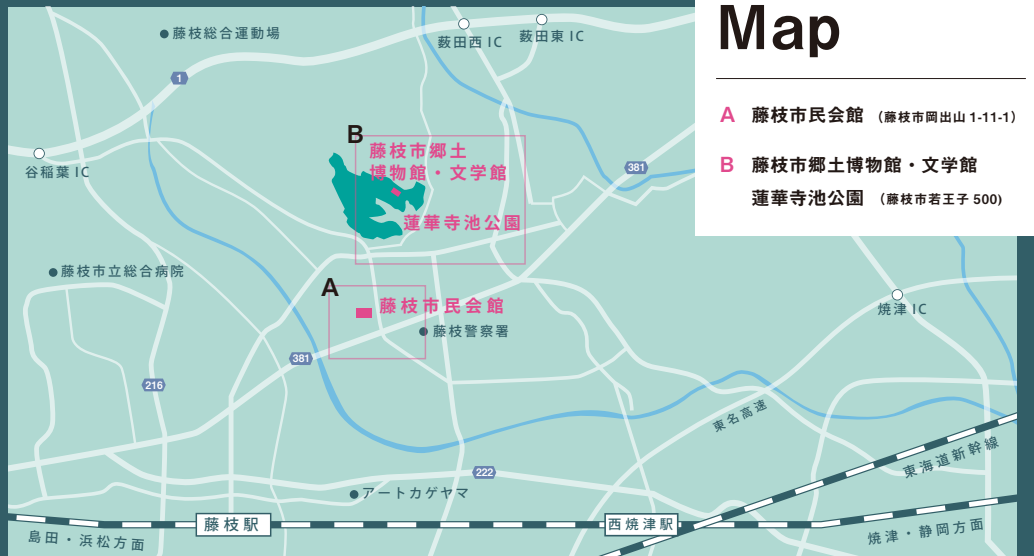 Map
A 藤枝市民会館 （藤枝市岡出山 1-11-1）
B 藤枝市郷土博物館・文学館
蓮華寺池公園 （藤枝市若王子 500)
藤枝総合運動場
薮田西 IC
薮田東 IC
1
谷稲葉 IC
B
藤枝市郷土
博物館・文学館
蓮華寺池公園
381
藤枝市立総合病院
A
藤枝市民会館
藤枝警察署
焼津 IC
381
216
東名高速
222
アートカゲヤマ
東海道新幹線
藤枝駅
西焼津駅
島田・浜松方面
焼津・静岡方面